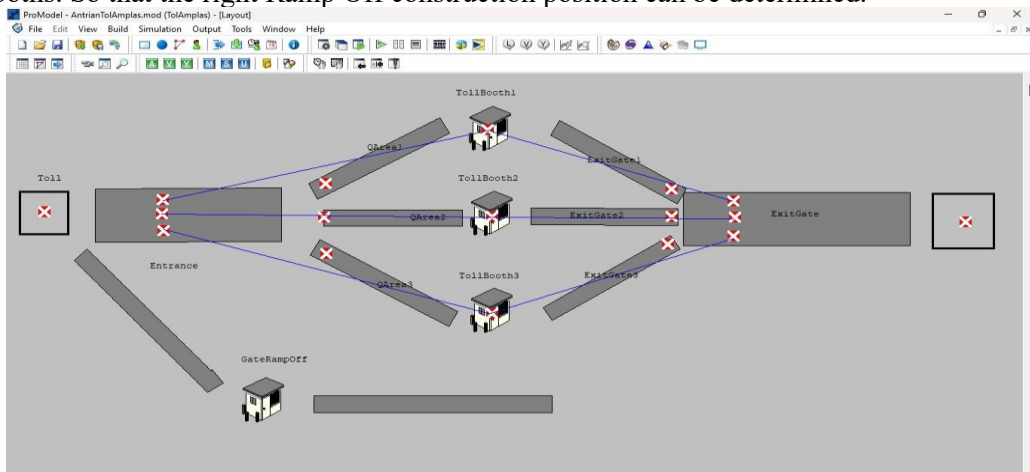 ooths. So that the right Ramp Off construction position can be determined.
ProModel - AntrianTolAmplas.mod (TolAmplas) - [Layout]
File Edit View Build Simulation Output Tools Window Help
TollBooth1
QArea1
ExitGate1
Toll
TollBooth2
QArea2
ExitGate2
ExitGate
Entrance
TollBooth3
QArea3
ExitGate3
GateRampOff